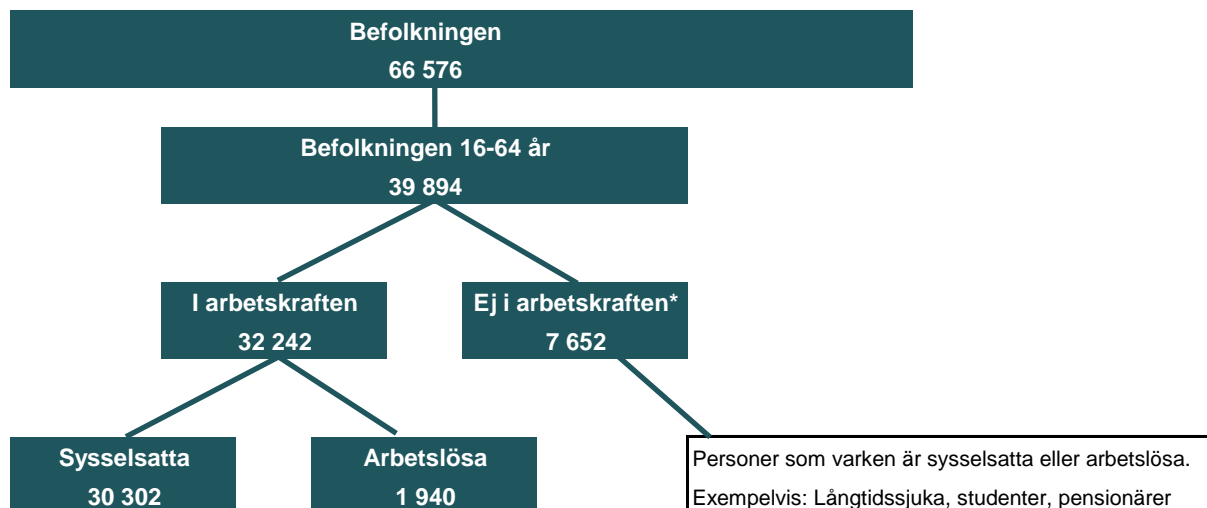 Befolkningen
66 576
Befolkningen 16-64 år
39 894
I arbetskraften
32 242
Ej i arbetskraften*
7 652
Sysselsatta
30 302
Arbetslösa
1 940
Personer som varken är sysselsatta eller arbetslösa.
Exempelvis: Långtidssjuka, studenter, pensionärer